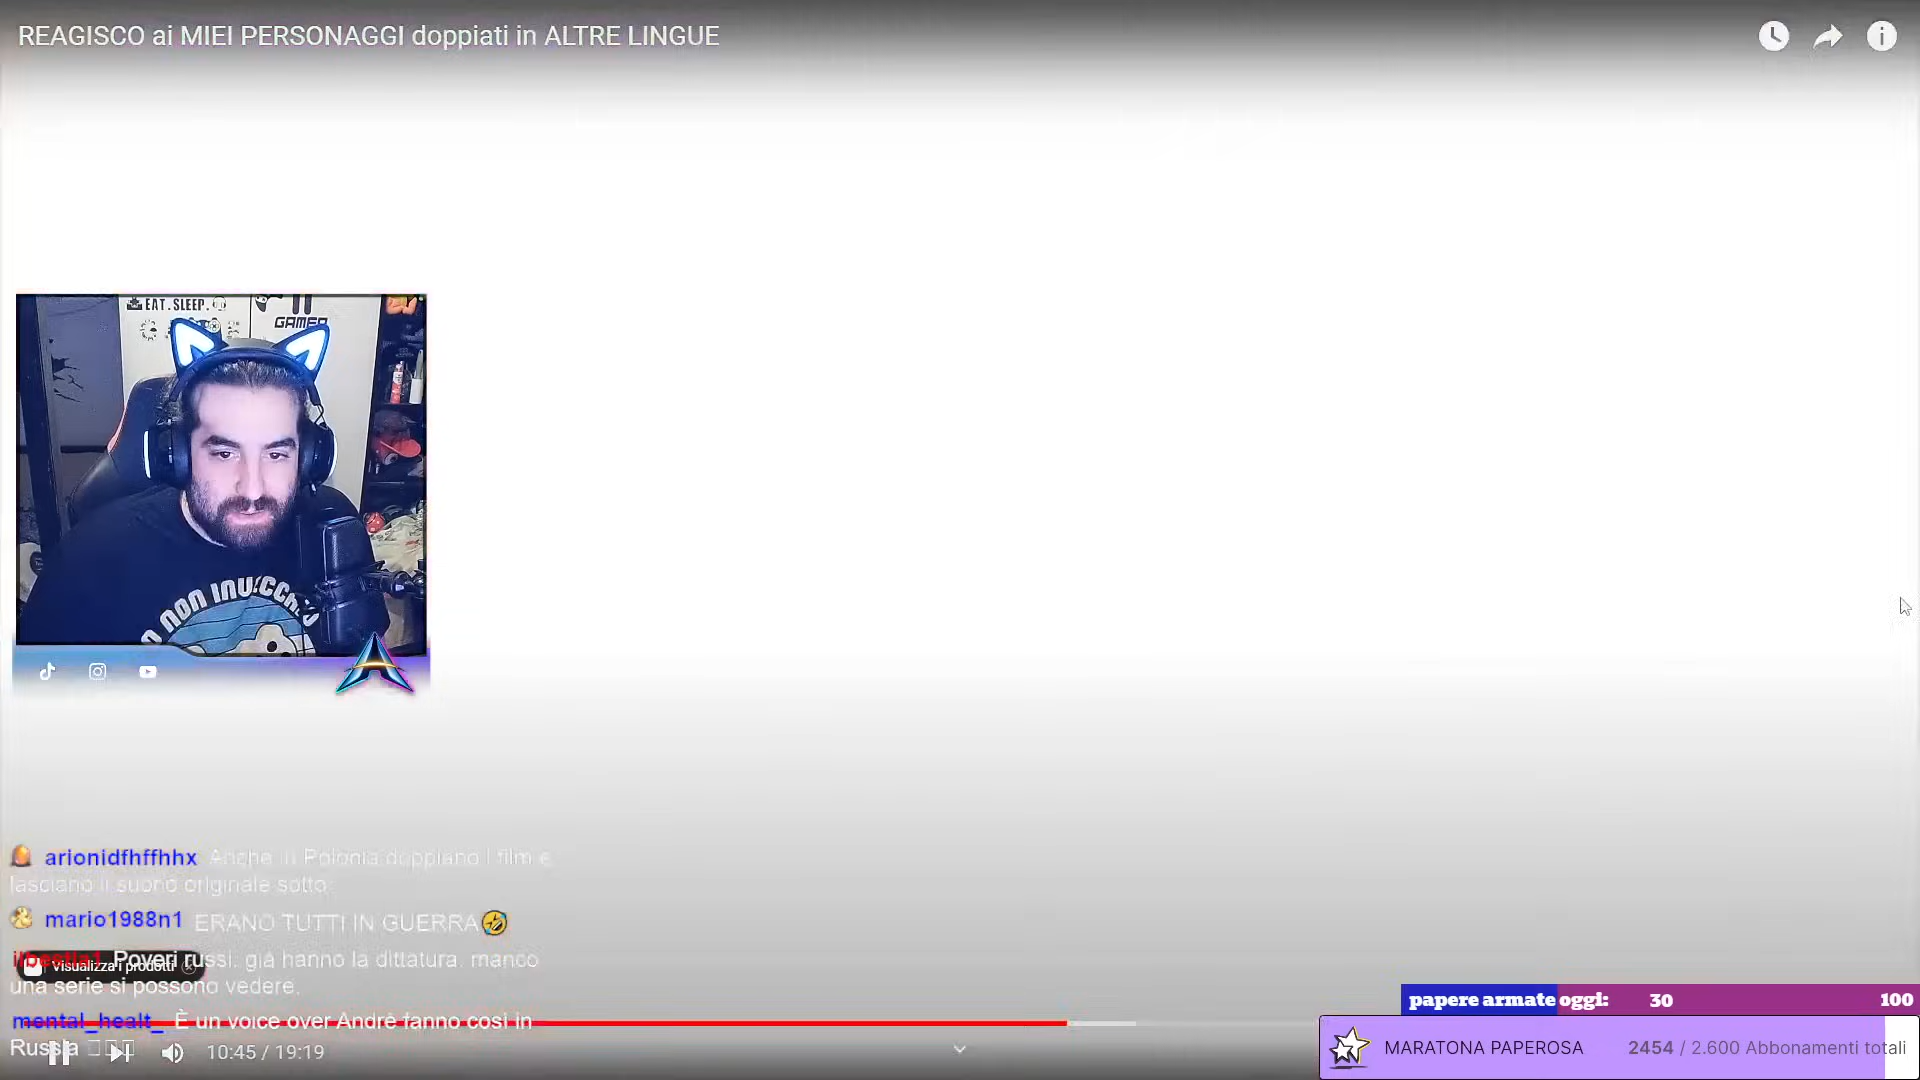 REAGISCO ai MIEI PERSONAGGI doppiati in ALTRE LINGUE
EAT.SLEEP.
GAMER
NON INVECCHIO
arionidfhffhhx Anche in Polonia doppiano i film e
lasciano il suono originale sotto
mario1988n1 ERANO TUTTI IN GUERRA🤣
ilbestia1 Poveri russi. già hanno la dittatura. manco
Visualizza i prodotti
una serie si possono vedere.
mental_healt_ È un voice over Andrè fanno così in
Russia
10:45 / 19:19
papere armate oggi: 30 100
MARATONA PAPEROSA 2454 / 2.600 Abbonamenti totali